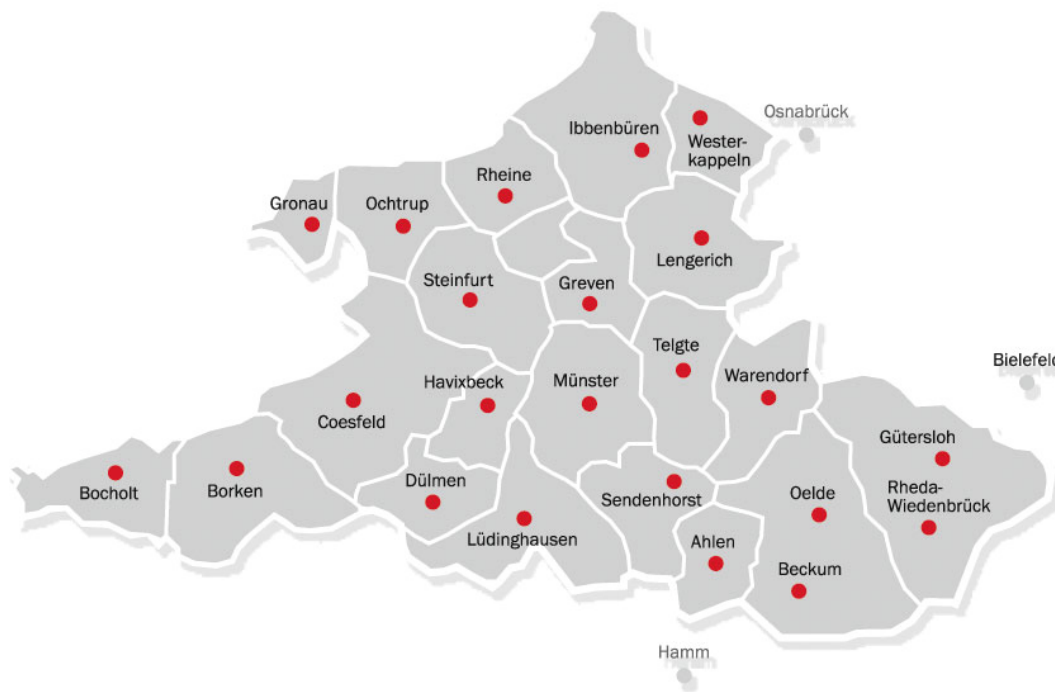 Osnabrück
Ibbenbüren
Wester-
kappeln
Rheine
Gronau
Ochtrup
Lengerich
Steinfurt
Greven
Telgte
Bielefeld
Havixbeck
Münster
Warendorf
Coesfeld
Gütersloh
Dülmen
Bocholt
Borken
Sendenhorst
Oelde
Rheda-
Wiedenbrück
Lüdinghausen
Ahlen
Beckum
Hamm